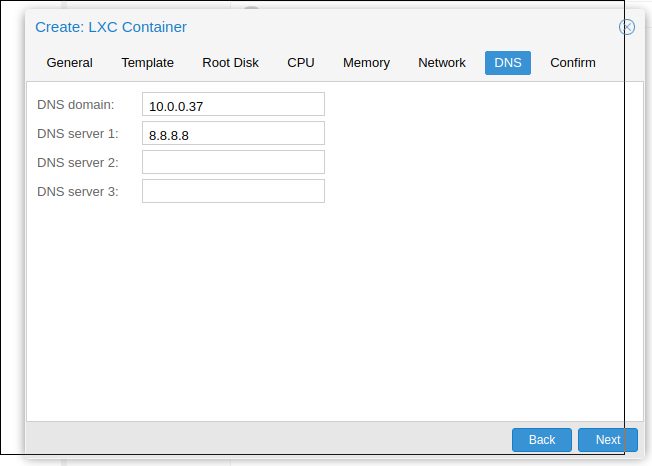 Create: LXC Container
General Template Root Disk CPU Memory Network DNS Confirm
DNS domain: 10.0.0.37
DNS server 1: 8.8.8.8
DNS server 2:
DNS server 3:
Back Next